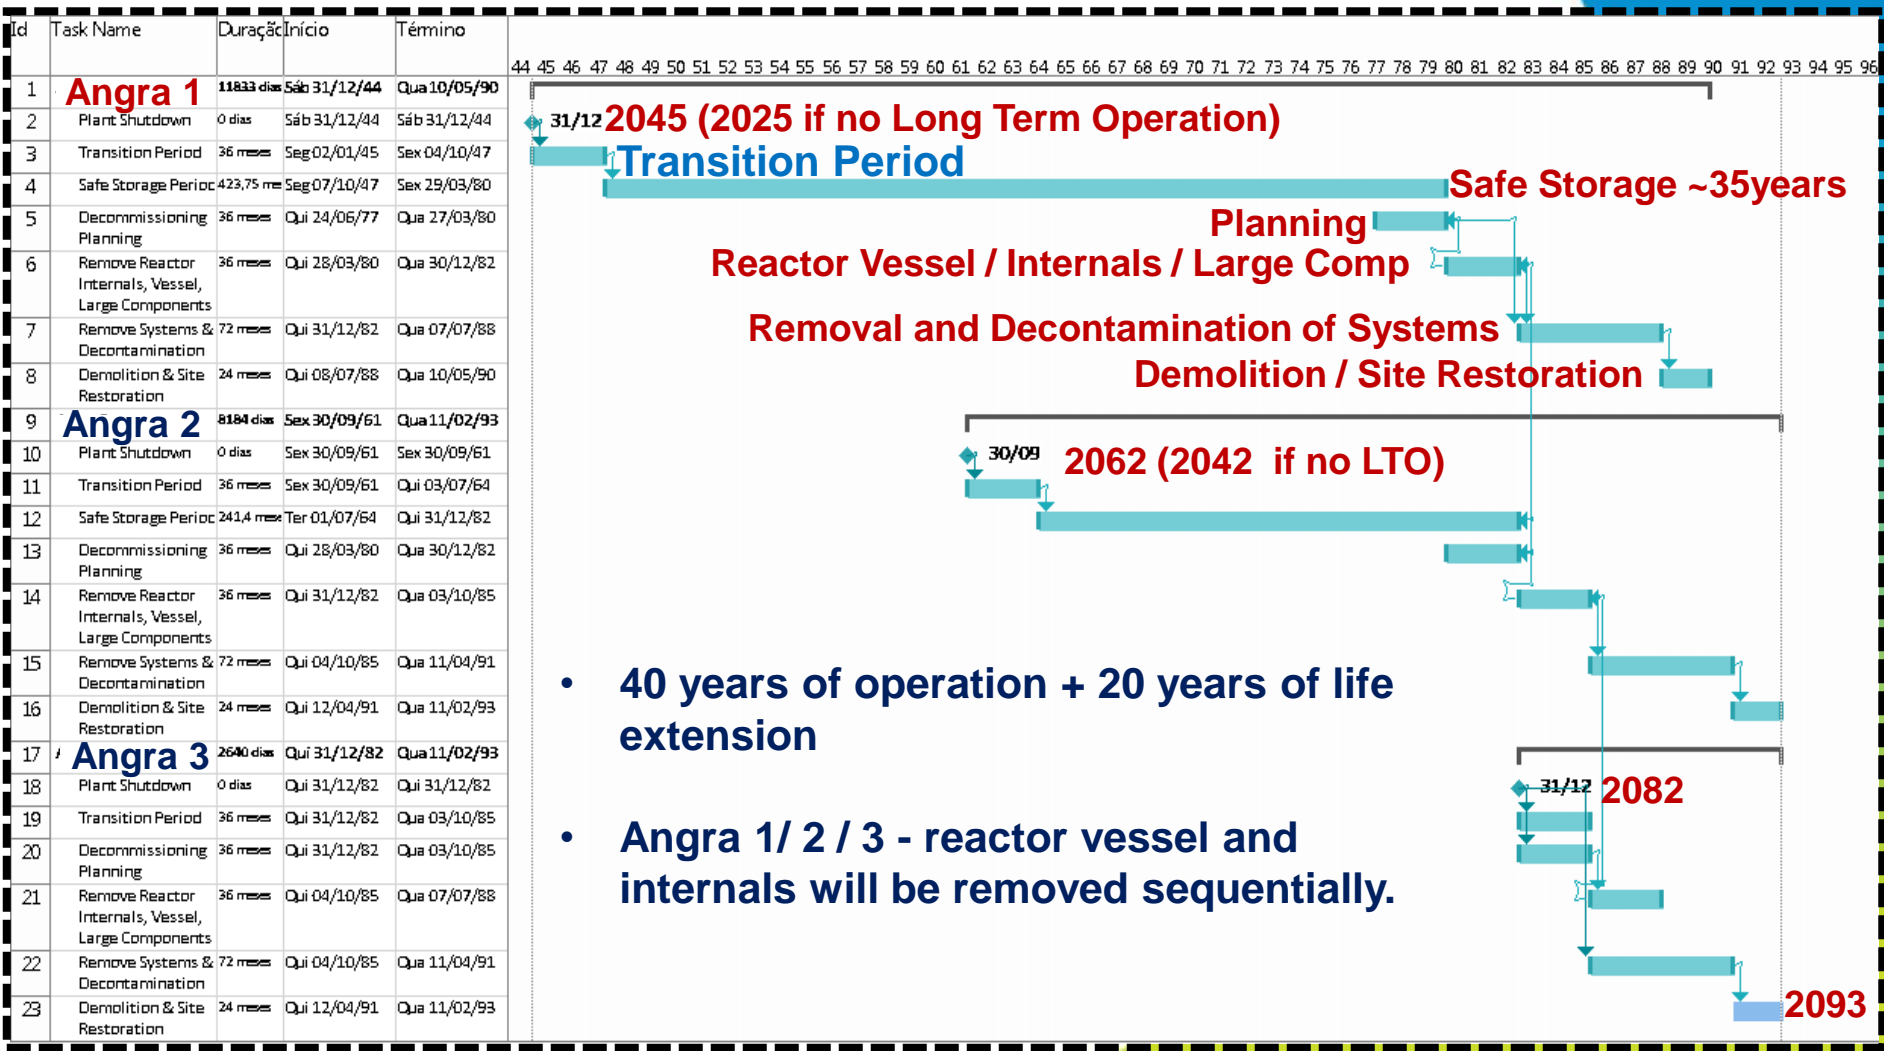 Id Task Name Duração Início Término
44 45 46 47 48 49 50 51 52 53 54 55 56 57 58 59 60 61 62 63 64 65 66 67 68 69 70 71 72 73 74 75 76 77 78 79 80 81 82 83 84 85 86 87 88 89 90 91 92 93 94 95 96
1 Angra 1 11833 dias Sáb 31/12/44 Qua 10/05/90
2 Plant Shutdown 0 dias Sáb 31/12/44 Sáb 31/12/44 31/12 2045 (2025 if no Long Term Operation)
3 Transition Period 36 meses Seg 02/01/45 Sex 04/10/47 Transition Period
4 Safe Storage Perioc 423,75 me Seg 07/10/47 Sex 29/03/80 Safe Storage ~35years
5 Decommissioning Qui 24/06/77 Qua 27/03/80 Planning
Planning 36 meses
6 Remove Reactor 36 meses Qui 28/03/80 Qua 30/12/82 Reactor Vessel / Internals / Large Comp
Internals, Vessel,
Large Components
7 Remove Systems & 72 meses Qui 31/12/82 Qua 07/07/88 Removal and Decontamination of Systems
Decontamination
8 Demolition & Site 24 meses Qui 08/07/88 Qua 10/05/90 Demolition / Site Restoration
Restoration
9 Angra 2 8184 dias Sex 30/09/61 Qua 11/02/93
10 Plant Shutdown 0 dias Sex 30/09/61 Sex 30/09/61 30/09 2062 (2042 if no LTO)
11 Transition Period 36 meses Sex 30/09/61 Qui 03/07/64
12 Safe Storage Perioc 241,4 mese Ter 01/07/64 Qui 31/12/82
13 Decommissioning 36 meses Qui 28/03/80 Qua 30/12/82
Planning
14 Remove Reactor 36 meses Qui 31/12/82 Qua 03/10/85
Internals, Vessel,
Large Components
15 Remove Systems & 72 meses Qui 04/10/85 Qua 11/04/91
Decontamination
16 Demolition & Site 24 meses Qui 12/04/91 Qua 11/02/93
Restoration
17 Angra 3 2640 dias Qui 31/12/82 Qua 11/02/93
18 Plant Shutdown 0 dias Qui 31/12/82 Qui 31/12/82 31/12 2082
19 Transition Period 36 meses Qui 31/12/82 Qua 03/10/85
20 Decommissioning 36 meses Qui 31/12/82 Qua 03/10/85
Planning
21 Remove Reactor 36 meses Qui 04/10/85 Qua 07/07/88
Internals, Vessel,
Large Components
22 Remove Systems & 72 meses Qui 04/10/85 Qua 11/04/91
Decontamination
23 Demolition & Site 24 meses Qui 12/04/91 Qua 11/02/93 2093
Restoration
• 40 years of operation + 20 years of life
extension
• Angra 1/ 2 / 3 - reactor vessel and
internals will be removed sequentially.